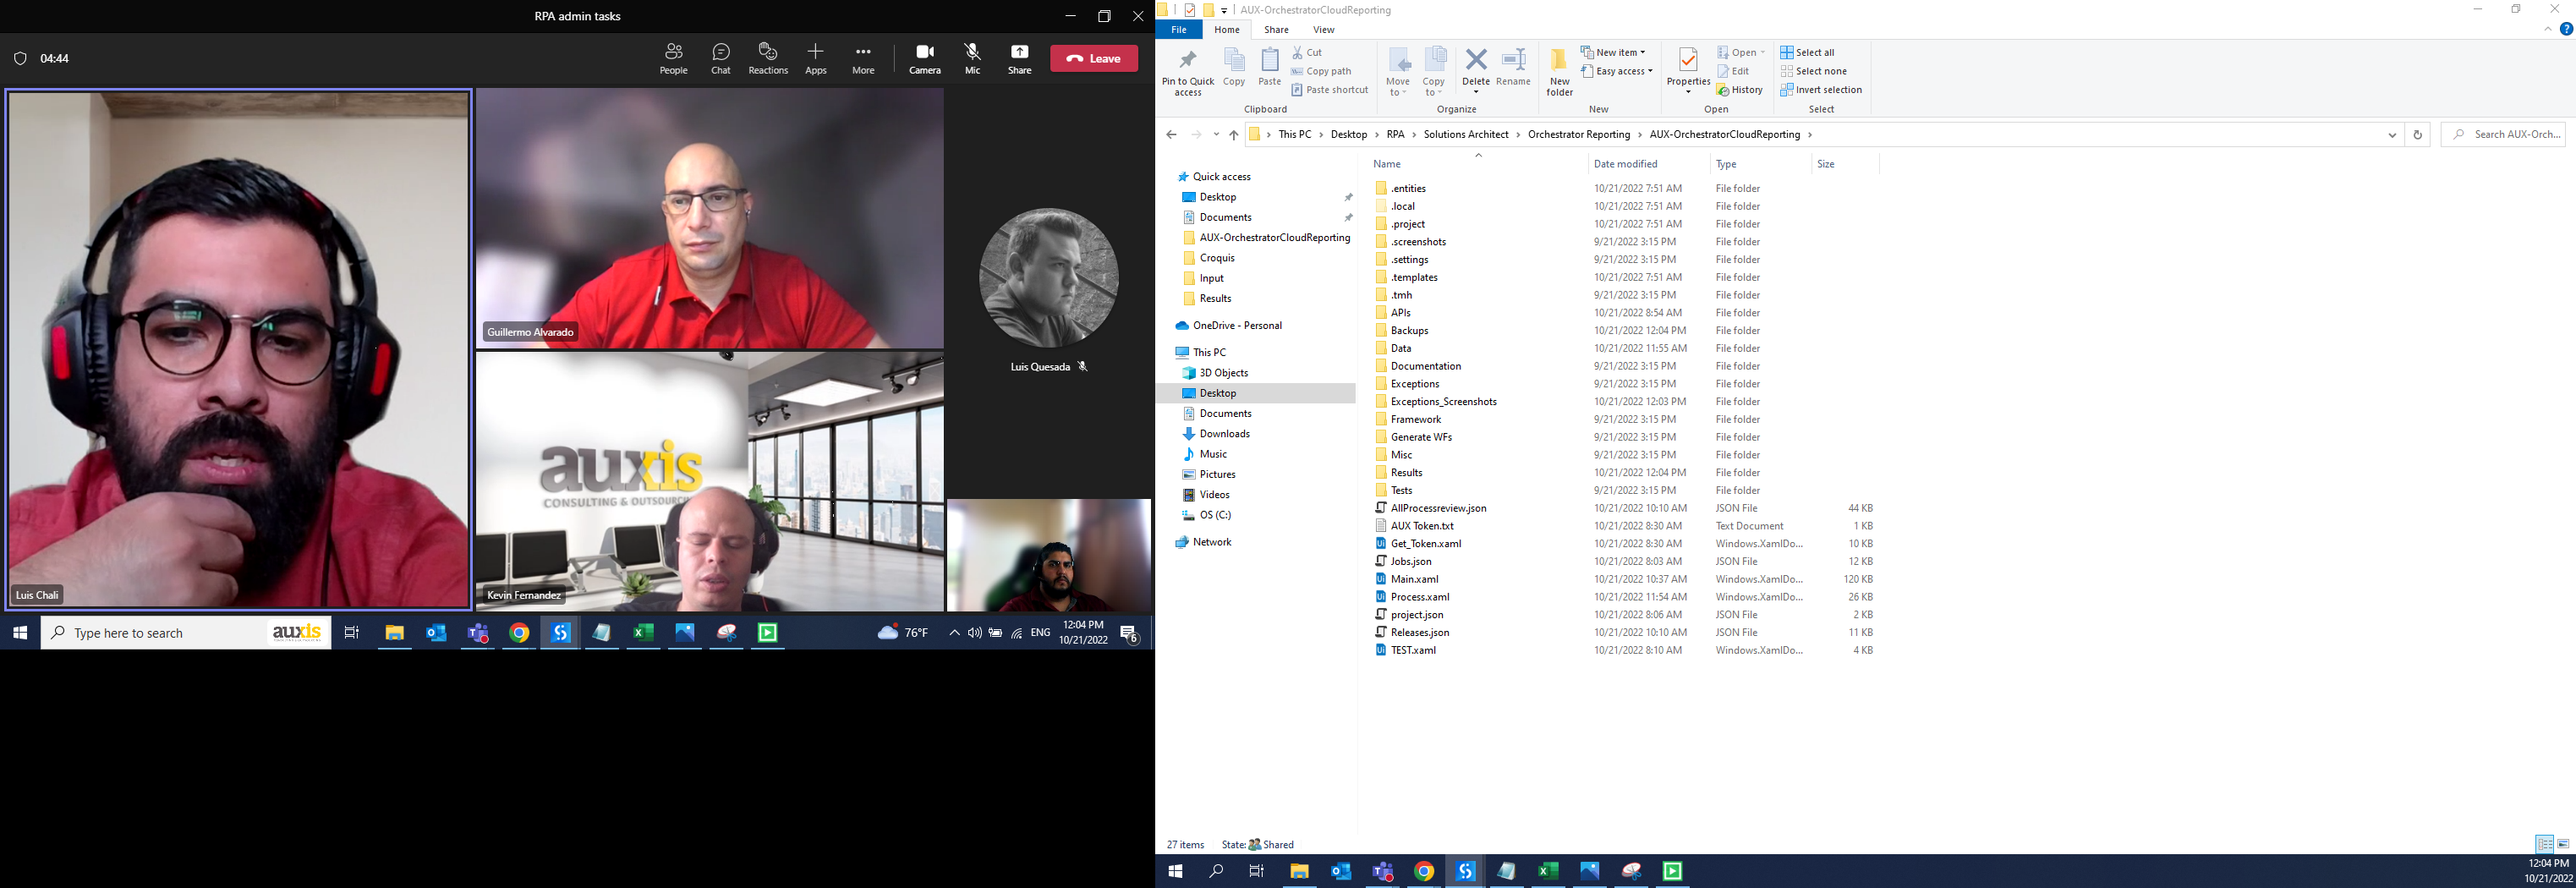 RPA admin tasks
04:44
People
Chat
Reactions
Apps
More
Camera
Mic
Share
Leave
Luis Chali
Guillermo Alvarado
auxis
CONSULTING & OUTSOURC
Kevin Fernandez
Luis Quesada
Type here to search
auxis
76°F
ENG
12:04 PM
10/21/2022
6
AUX-OrchestratorCloudReporting
File Home Share View
Pin to Quick access
Copy
Paste
Cut
Copy path
Paste shortcut
Clipboard
Move to
Copy to
Delete
Rename
Organize
New folder
New item
Easy access
New
Properties
Open
Edit
History
Open
Select all
Select none
Invert selection
Select
This PC > Desktop > RPA > Solutions Architect > Orchestrator Reporting > AUX-OrchestratorCloudReporting >
Search AUX-Orch...
Quick access
Desktop
Documents
AUX-OrchestratorCloudReporting
Croquis
Input
Results
OneDrive - Personal
This PC
3D Objects
Desktop
Documents
Downloads
Music
Pictures
Videos
OS (C:)
Network
Name Date modified Type Size
.entities 10/21/2022 7:51 AM File folder
.local 10/21/2022 7:51 AM File folder
.project 10/21/2022 7:51 AM File folder
.screenshots 9/21/2022 3:15 PM File folder
.settings 9/21/2022 3:15 PM File folder
.templates 10/21/2022 7:51 AM File folder
.tmh 9/21/2022 3:15 PM File folder
APIs 10/21/2022 8:54 AM File folder
Backups 10/21/2022 12:04 PM File folder
Data 10/21/2022 11:55 AM File folder
Documentation 9/21/2022 3:15 PM File folder
Exceptions 9/21/2022 3:15 PM File folder
Exceptions_Screenshots 10/21/2022 12:03 PM File folder
Framework 9/21/2022 3:15 PM File folder
Generate WFs 9/21/2022 3:15 PM File folder
Misc 9/21/2022 3:15 PM File folder
Results 10/21/2022 12:04 PM File folder
Tests 9/21/2022 3:15 PM File folder
AllProcessreview.json 10/21/2022 10:10 AM JSON File 44 KB
AUX Token.txt 10/21/2022 8:30 AM Text Document 1 KB
Get_Token.xaml 10/21/2022 8:30 AM Windows.XamlDo... 10 KB
Jobs.json 10/21/2022 8:03 AM JSON File 12 KB
Main.xaml 10/21/2022 10:37 AM Windows.XamlDo... 120 KB
Process.xaml 10/21/2022 11:54 AM Windows.XamlDo... 26 KB
project.json 10/21/2022 8:06 AM JSON File 2 KB
Releases.json 10/21/2022 10:10 AM JSON File 11 KB
TEST.xaml 10/21/2022 8:10 AM Windows.XamlDo... 4 KB
27 items State: Shared
12:04 PM
10/21/2022